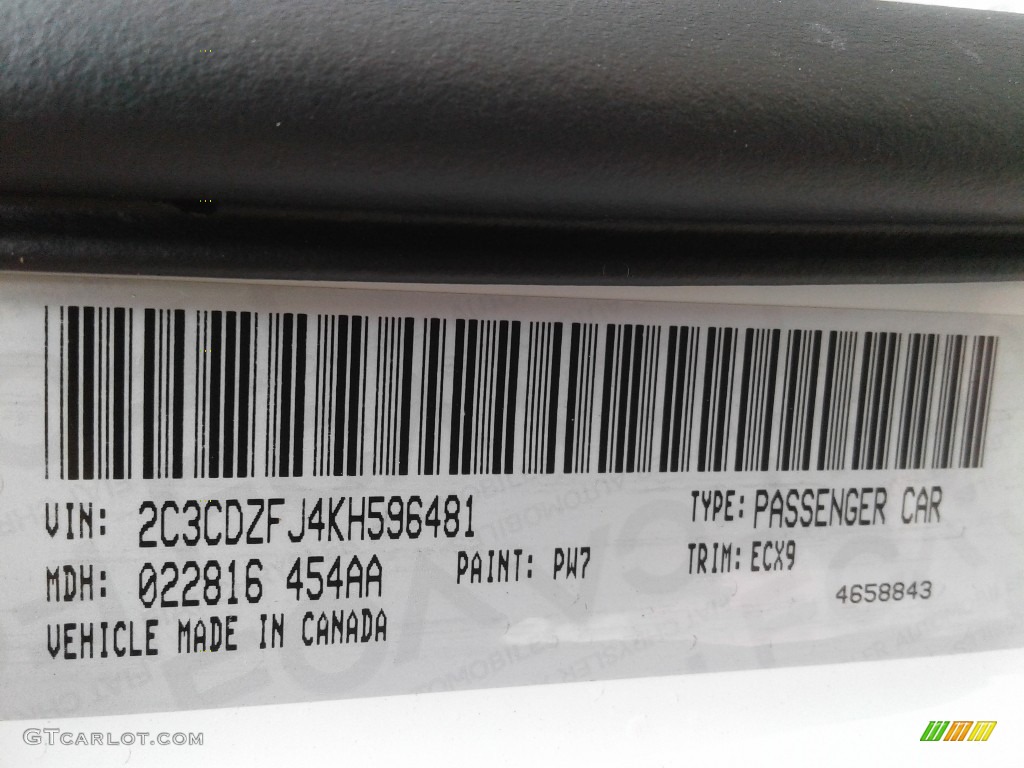 VIN: 2C3CDZFJ4KH596481
TYPE: PASSENGER CAR
MDH: 022816 454AA
PAINT: PW7
TRIM: ECX9
4658843
VEHICLE MADE IN CANADA
GTCARLOT.COM